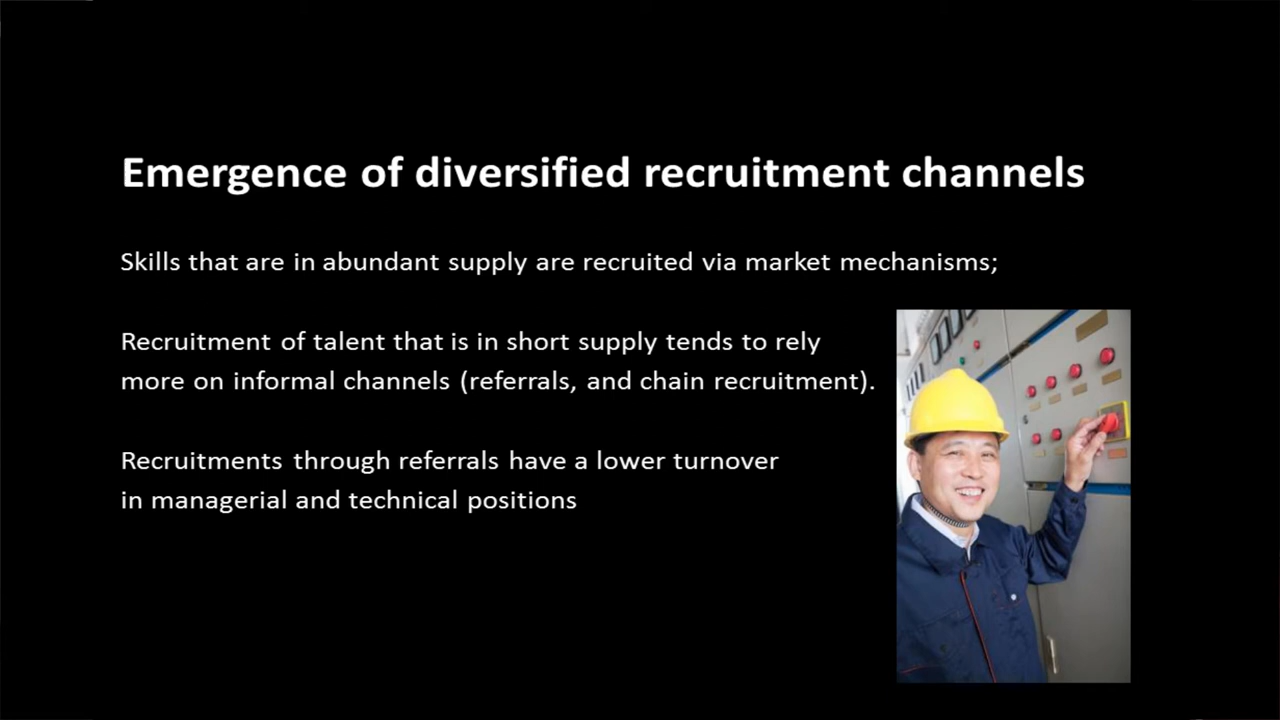 Emergence of diversified recruitment channels
Skills that are in abundant supply are recruited via market mechanisms;
Recruitment of talent that is in short supply tends to rely
more on informal channels (referrals, and chain recruitment).
Recruitments through referrals have a lower turnover
in managerial and technical positions